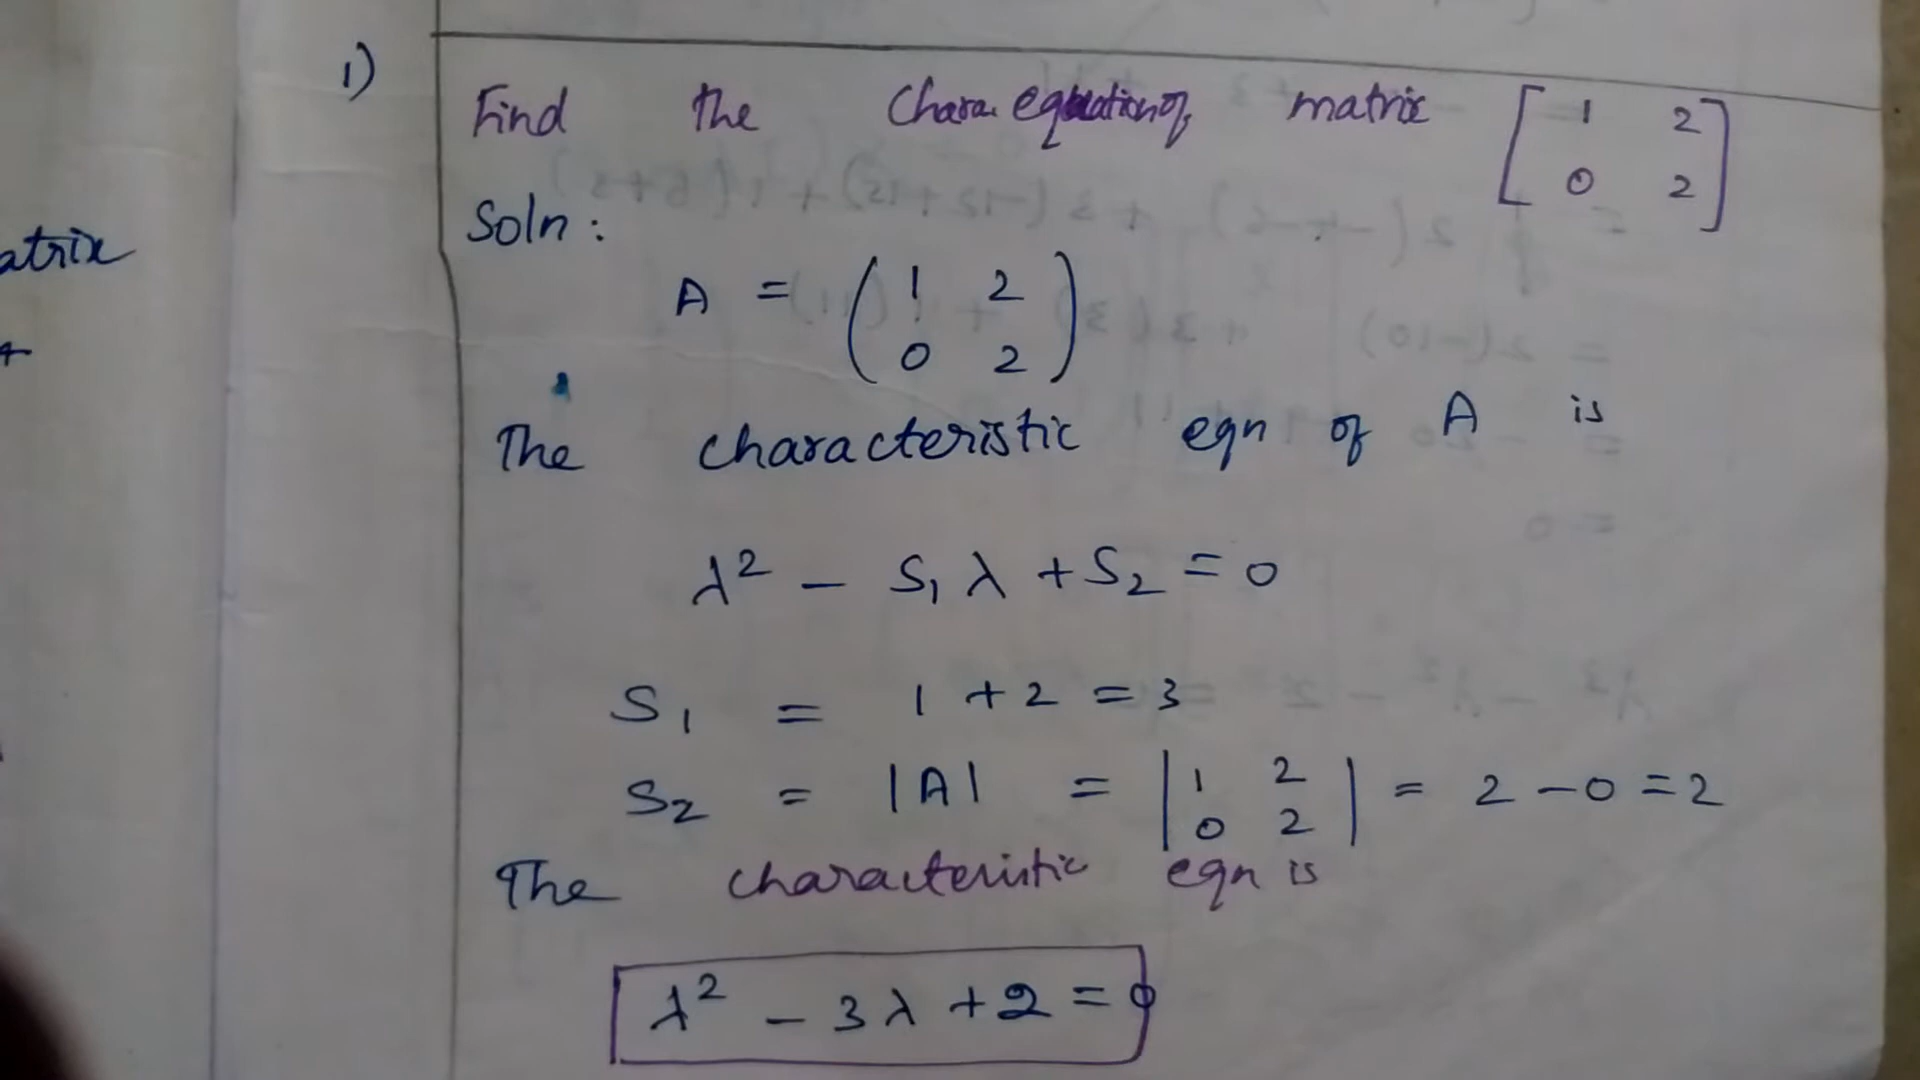 1) Find the Chara. equation of matrix [ 1 2
0 2 ]
Soln :
A = ( 1 2
0 2 )
The characteristic eqn of A is
λ² - S₁ λ + S₂ = 0
S₁ = 1 + 2 = 3
S₂ = |A| = | 1 2
0 2 | = 2 - 0 = 2
The characteristic eqn is
λ² - 3λ + 2 = 0
atrix